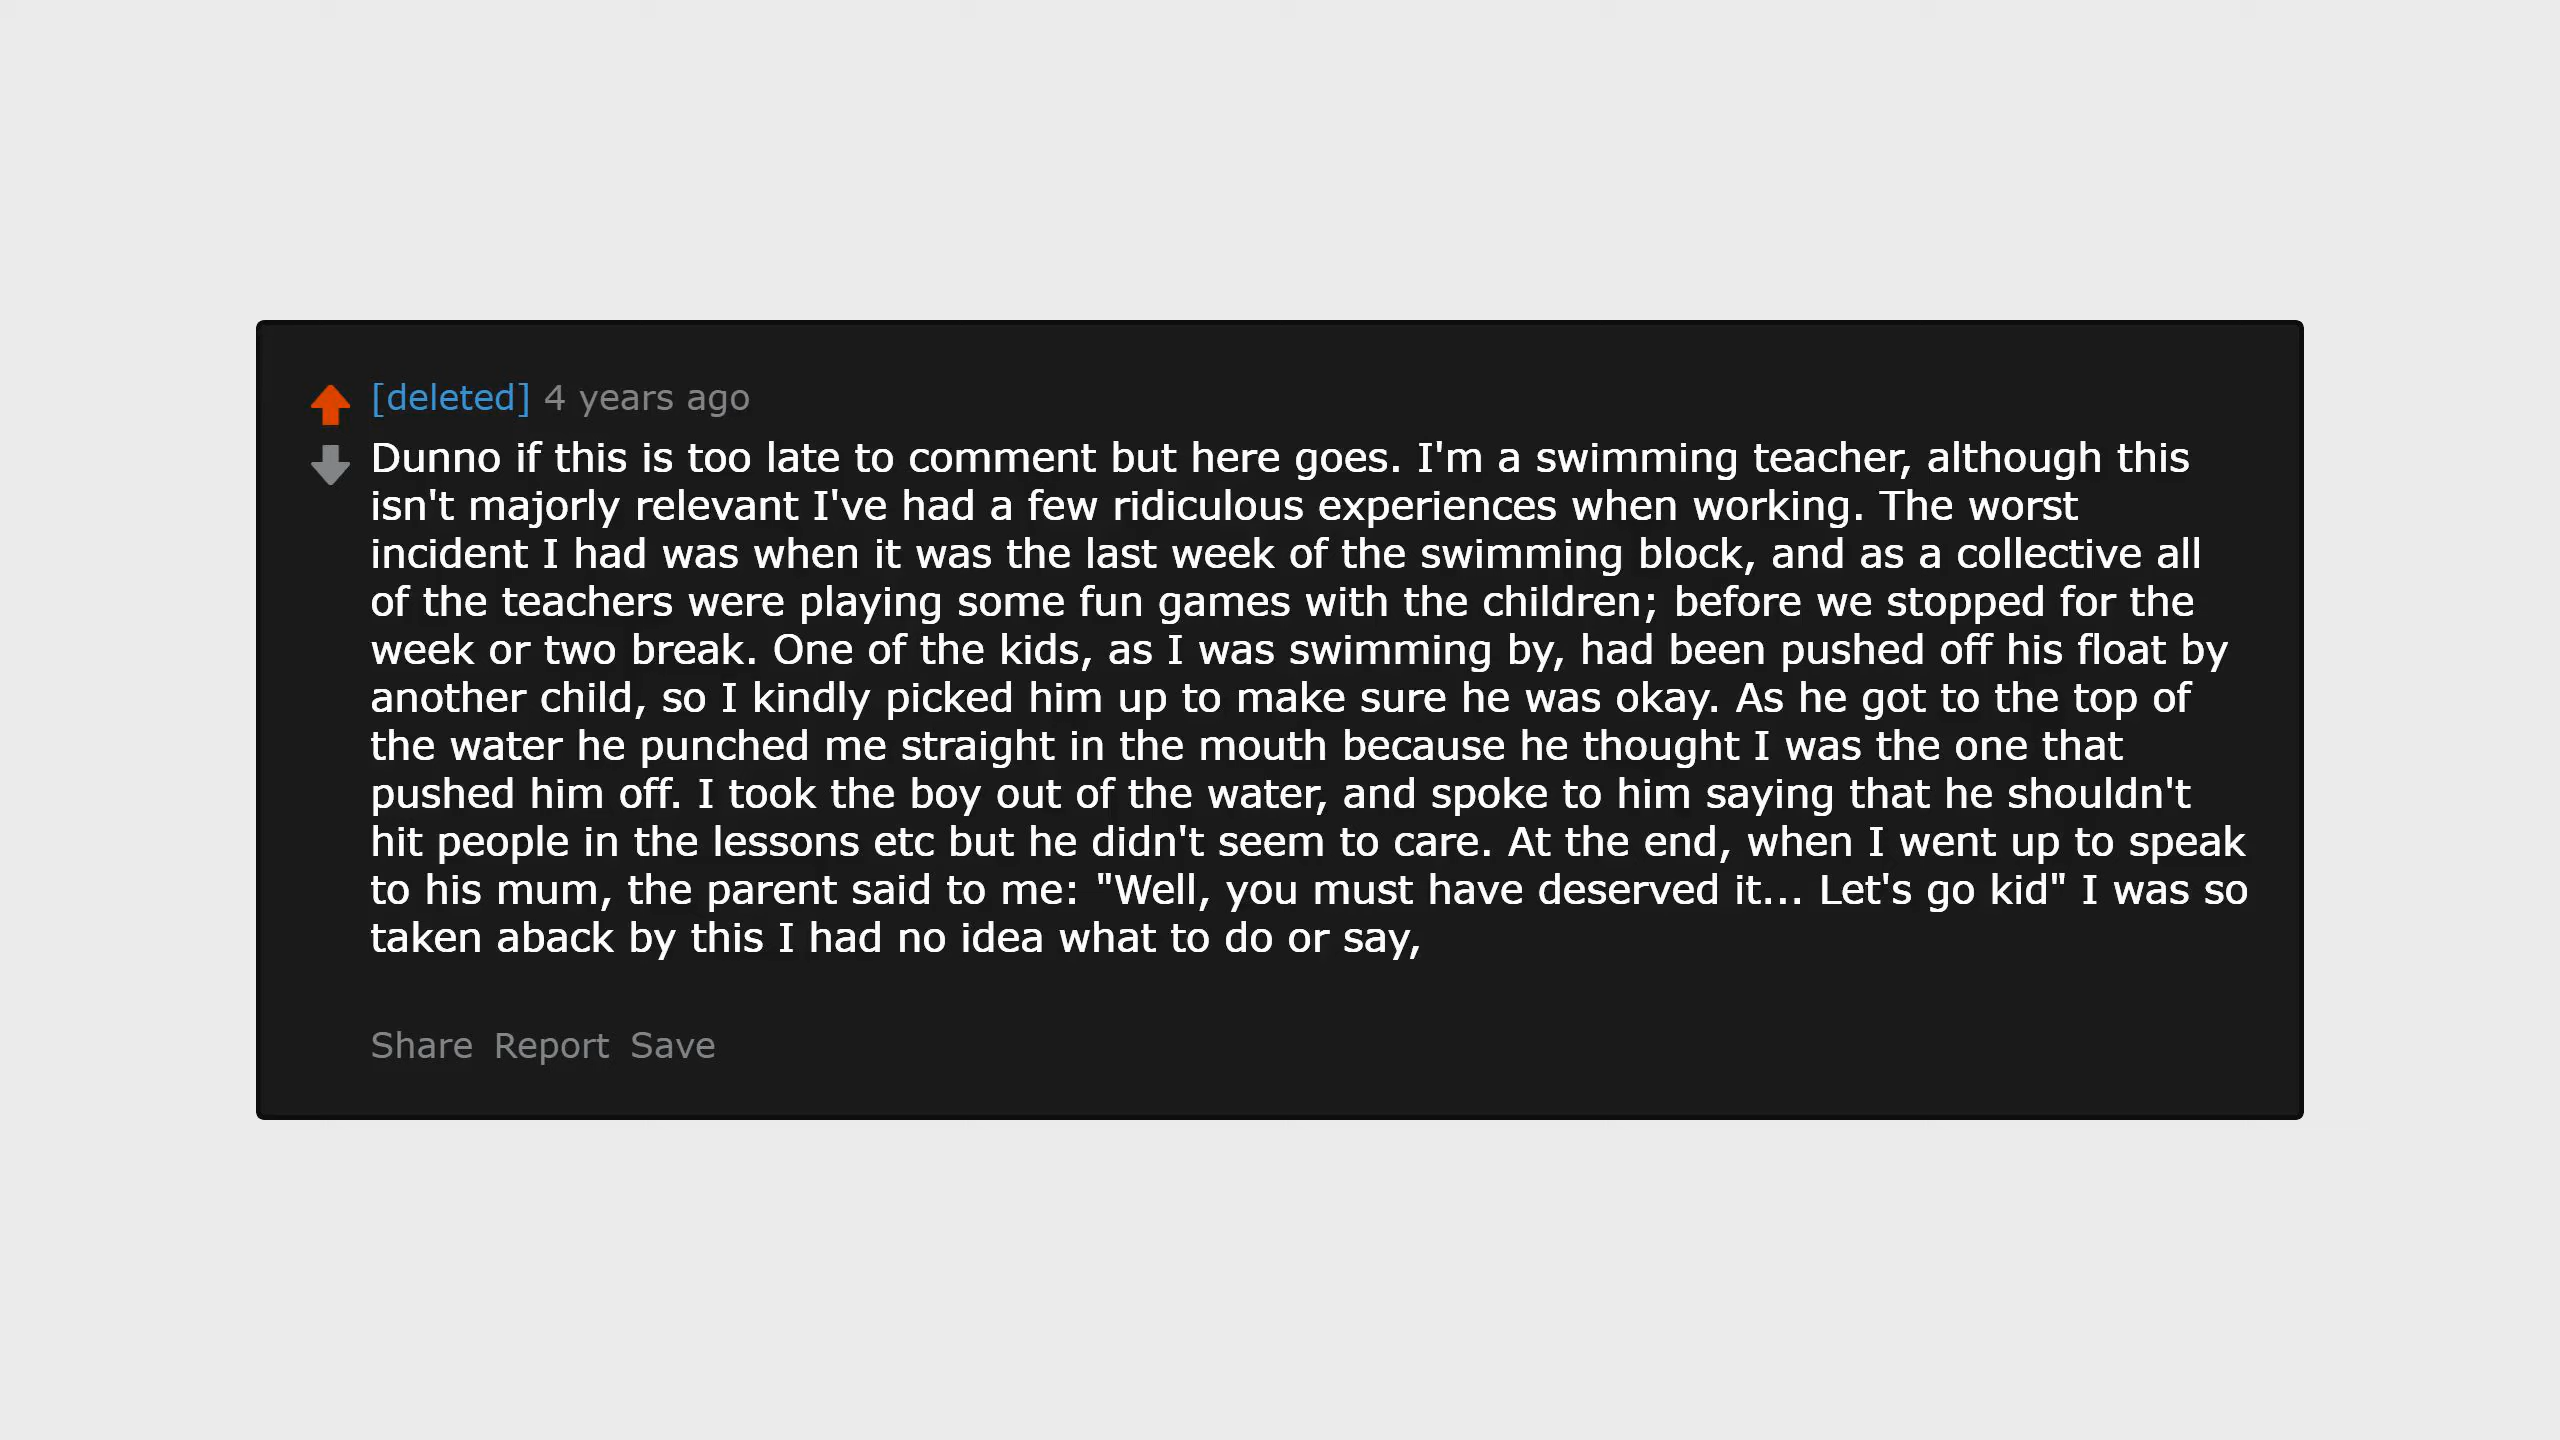 [deleted] 4 years ago
Dunno if this is too late to comment but here goes. I'm a swimming teacher, although this
isn't majorly relevant I've had a few ridiculous experiences when working. The worst
incident I had was when it was the last week of the swimming block, and as a collective all
of the teachers were playing some fun games with the children; before we stopped for the
week or two break. One of the kids, as I was swimming by, had been pushed off his float by
another child, so I kindly picked him up to make sure he was okay. As he got to the top of
the water he punched me straight in the mouth because he thought I was the one that
pushed him off. I took the boy out of the water, and spoke to him saying that he shouldn't
hit people in the lessons etc but he didn't seem to care. At the end, when I went up to speak
to his mum, the parent said to me: "Well, you must have deserved it... Let's go kid" I was so
taken aback by this I had no idea what to do or say,
Share Report Save